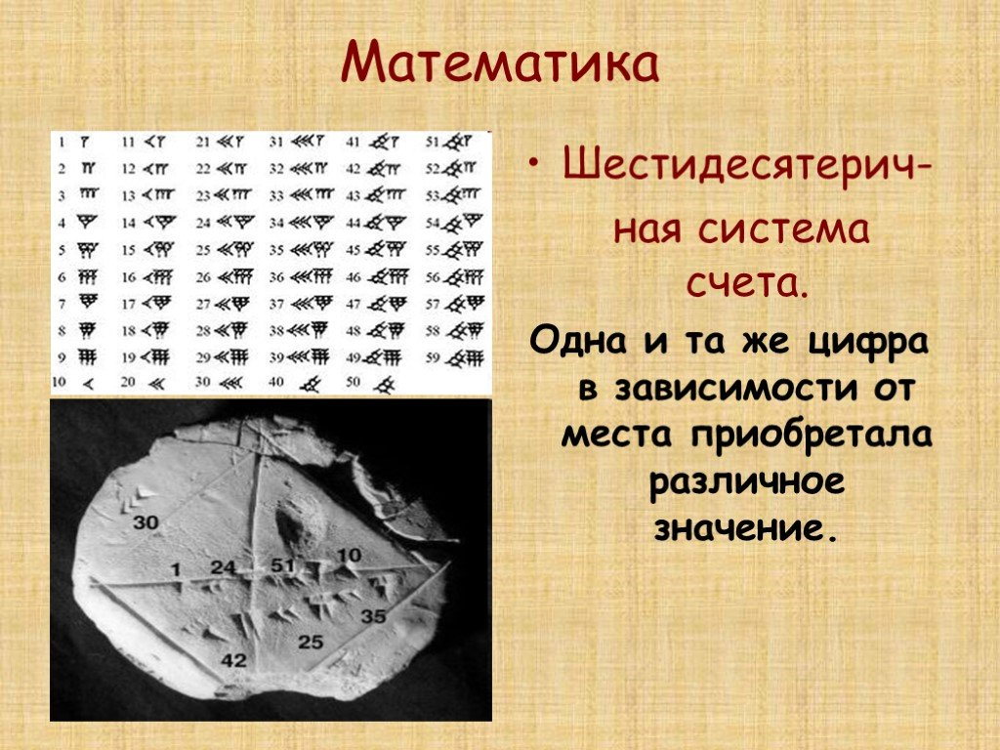 Математика
1 11 21 31 41 51
2 12 22 32 42 52
3 13 23 33 43 53
4 14 24 34 44 54
5 15 25 35 45 55
6 16 26 36 46 56
7 17 27 37 47 57
8 18 28 38 48 58
9 19 29 39 49 59
10 20 30 40 50
30
1 24 51 10
35
25
42
• Шестидесятерич-
ная система
счета.
Одна и та же цифра
в зависимости от
места приобретала
различное
значение.